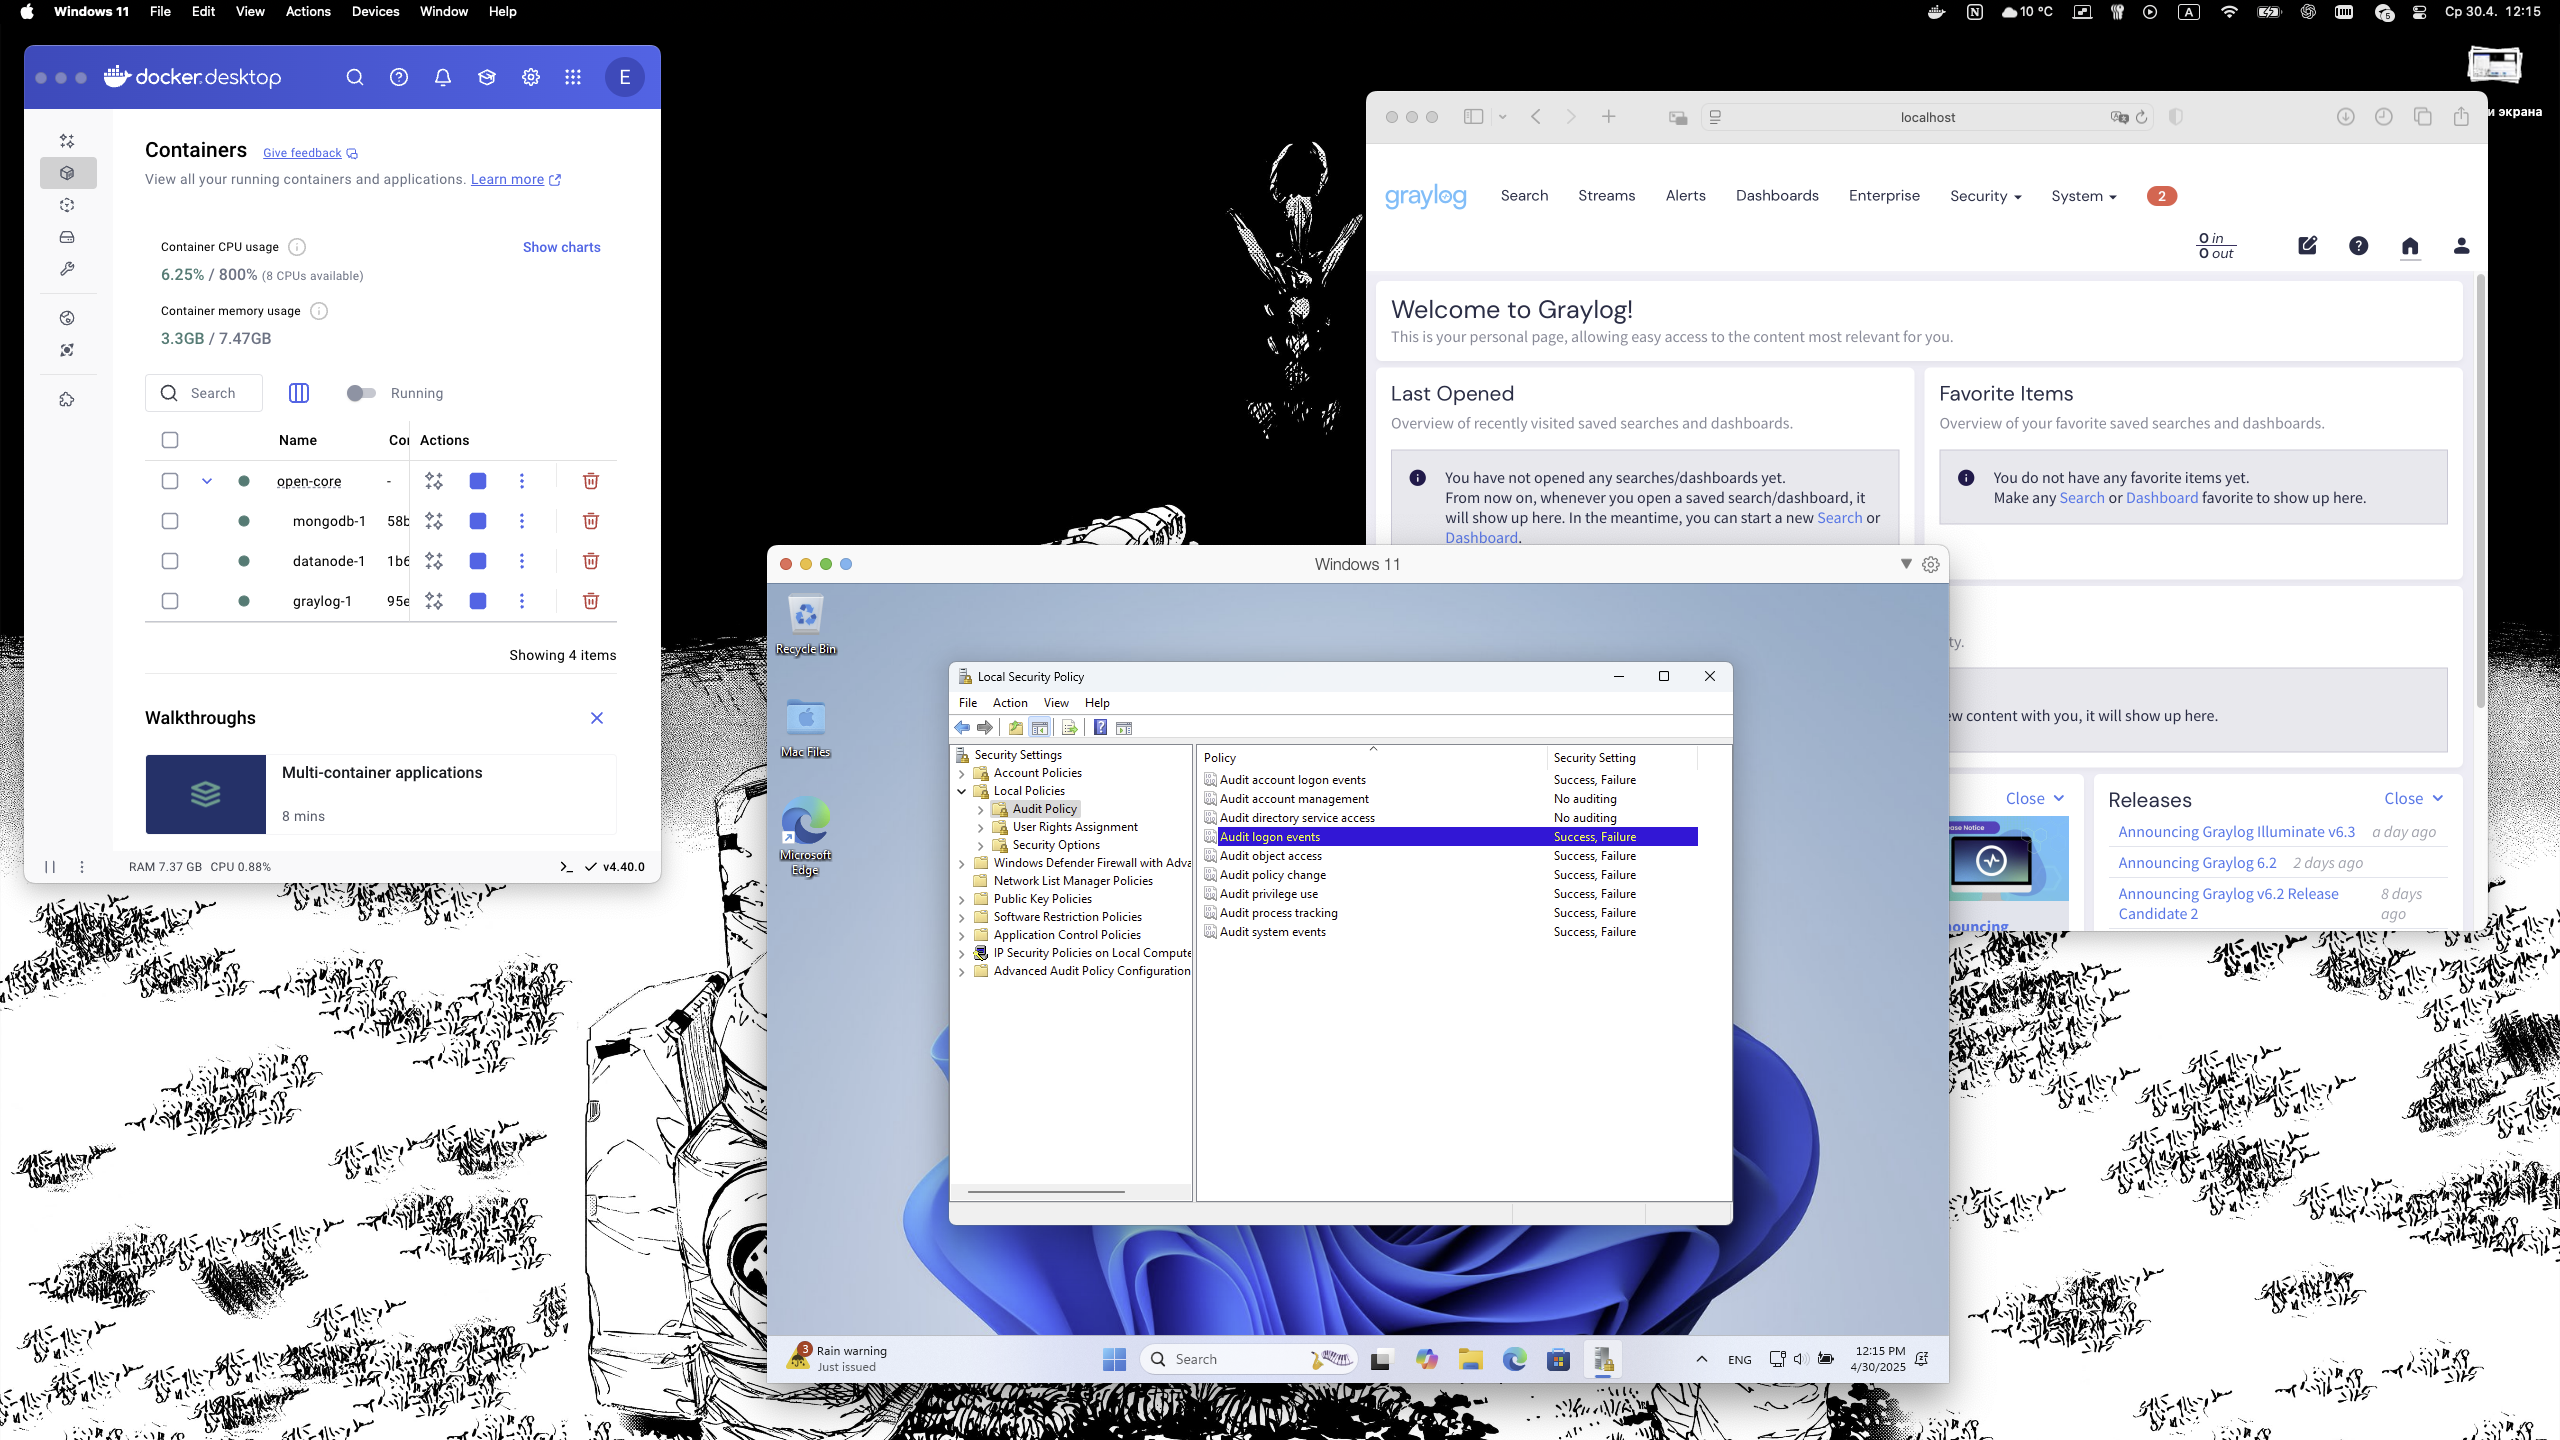 Windows 11 File Edit View Actions Devices Window Help
10 °C A 5 Ср 30.4. 12:15
и экрана
docker.desktop E
Containers Give feedback
View all your running containers and applications. Learn more
Container CPU usage
Show charts
6.25% / 800% (8 CPUs available)
Container memory usage
3.3GB / 7.47GB
Search Running
Name Cor Actions
open-core -
mongodb-1 58b
datanode-1 1b6
graylog-1 95e
Showing 4 items
Walkthroughs
Multi-container applications
8 mins
RAM 7.37 GB CPU 0.88% v4.40.0
localhost
graylog Search Streams Alerts Dashboards Enterprise Security System 2
0 in
0 out
Welcome to Graylog!
This is your personal page, allowing easy access to the content most relevant for you.
Last Opened
Overview of recently visited saved searches and dashboards.
You have not opened any searches/dashboards yet.
From now on, whenever you open a saved search/dashboard, it
will show up here. In the meantime, you can start a new Search or
Dashboard.
Favorite Items
Overview of your favorite saved searches and dashboards.
You do not have any favorite items yet.
Make any Search or Dashboard favorite to show up here.
ty.
ew content with you, it will show up here.
Close
Releases Close
Announcing Graylog Illuminate v6.3 a day ago
Announcing Graylog 6.2 2 days ago
Announcing Graylog v6.2 Release
Candidate 2
8 days
ago
Windows 11
Recycle Bin
Mac Files
Microsoft
Edge
Local Security Policy
File Action View Help
Security Settings
Account Policies
Local Policies
Audit Policy
User Rights Assignment
Security Options
Windows Defender Firewall with Adva
Network List Manager Policies
Public Key Policies
Software Restriction Policies
Application Control Policies
IP Security Policies on Local Compute
Advanced Audit Policy Configuration
Policy Security Setting
Audit account logon events Success, Failure
Audit account management No auditing
Audit directory service access No auditing
Audit logon events Success, Failure
Audit object access Success, Failure
Audit policy change Success, Failure
Audit privilege use Success, Failure
Audit process tracking Success, Failure
Audit system events Success, Failure
3 Rain warning
Just issued
Search
ENG
12:15 PM
4/30/2025